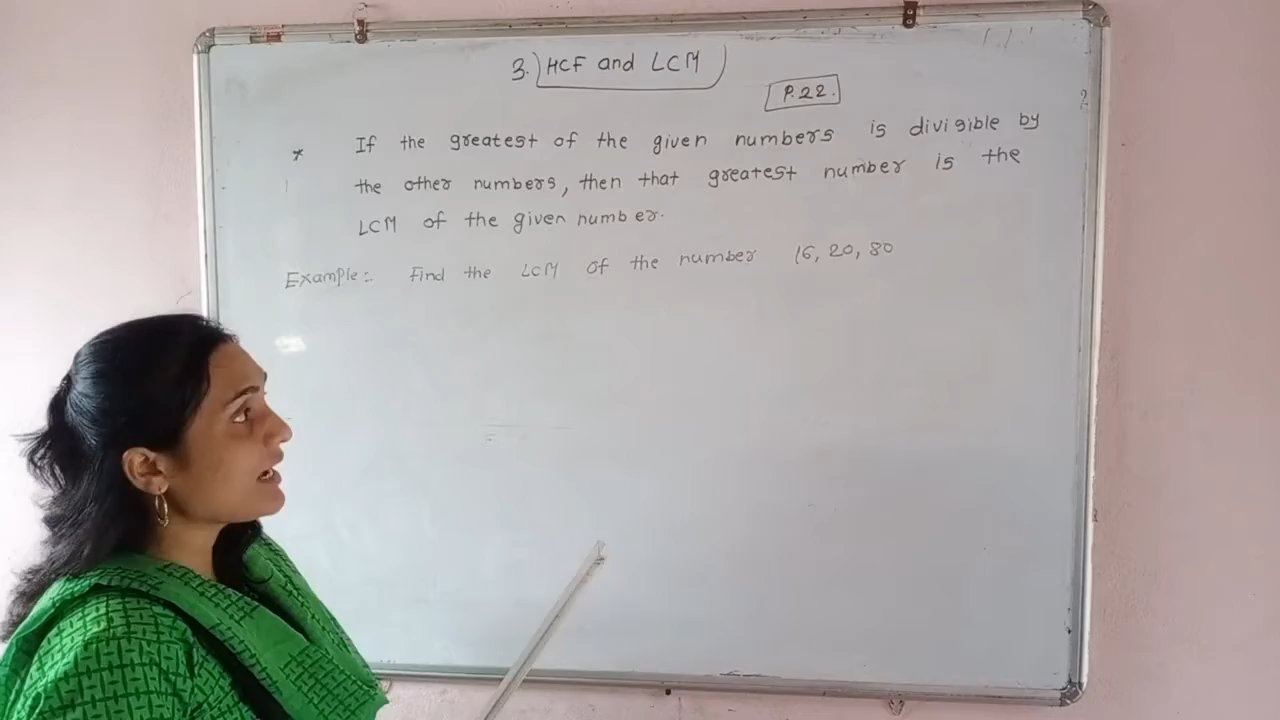 3. HCF and LCM
P.22.
* If the greatest of the given numbers is divisible by
the other numbers, then that greatest number is the
LCM of the given number.
Example:- Find the LCM of the number 16, 20, 80